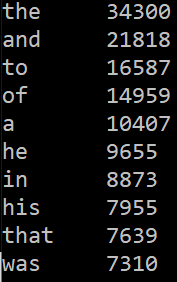 the 34300
and 21818
to 16587
of 14959
a 10407
he 9655
in 8873
his 7955
that 7639
was 7310